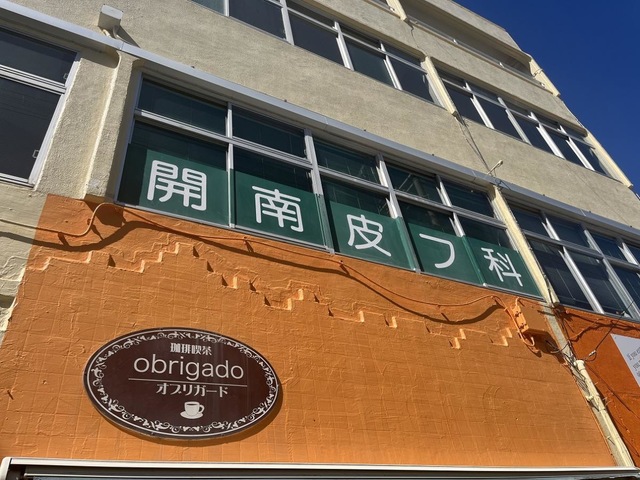 開南皮フ科
珈琲喫茶
obrigado
オブリガード